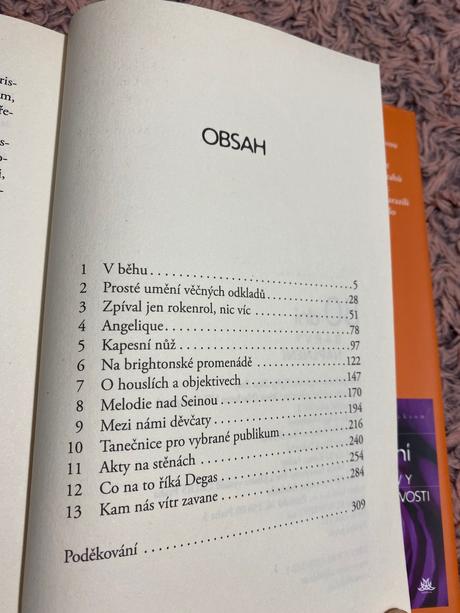 ris-
m,
OBSAH
1 V běhu 5
2 Prosté umění věčných odkladů 28
3 Zpíval jen rokenrol, nic víc 51
4 Angelique 78
5 Kapesní nůž 97
6 Na brightonské promenádě 122
7 O houslích a objektivech 147
8 Melodie nad Seinou 170
9 Mezi námi děvčaty 194
10 Tanečnice pro vybrané publikum 216
11 Akty na stěnách 240
12 Co na to říká Degas 254
13 Kam nás vítr zavane 284
Poděkování 309